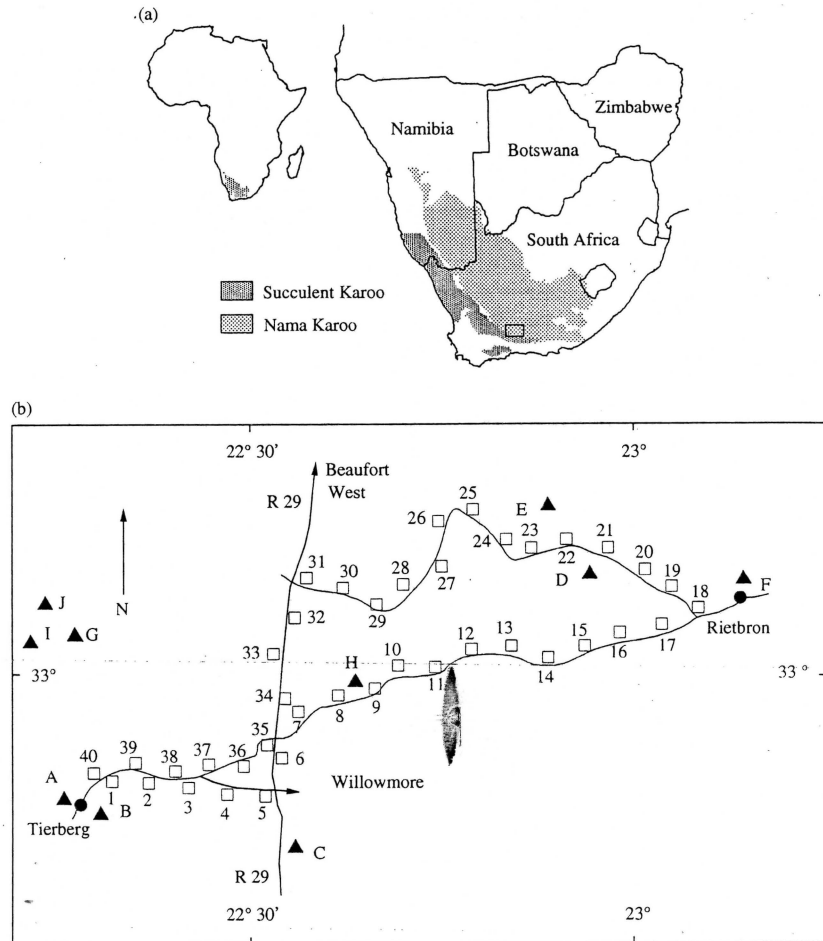 (a)
Namibia
Zimbabwe
Botswana
South Africa
Succulent Karoo
Nama Karoo
(b)
22° 30'
23°
Beaufort
West
R 29
N
J
I
G
E
D
F
Rietbron
H
A
B
C
Tierberg
Willowmore
R 29
33°
33°
25
26
24
23
22
21
20
19
18
31
30
28
27
29
32
17
16
15
14
13
12
11
10
9
8
7
33
34
35
6
36
37
38
39
40
1
2
3
4
5
22° 30'
23°